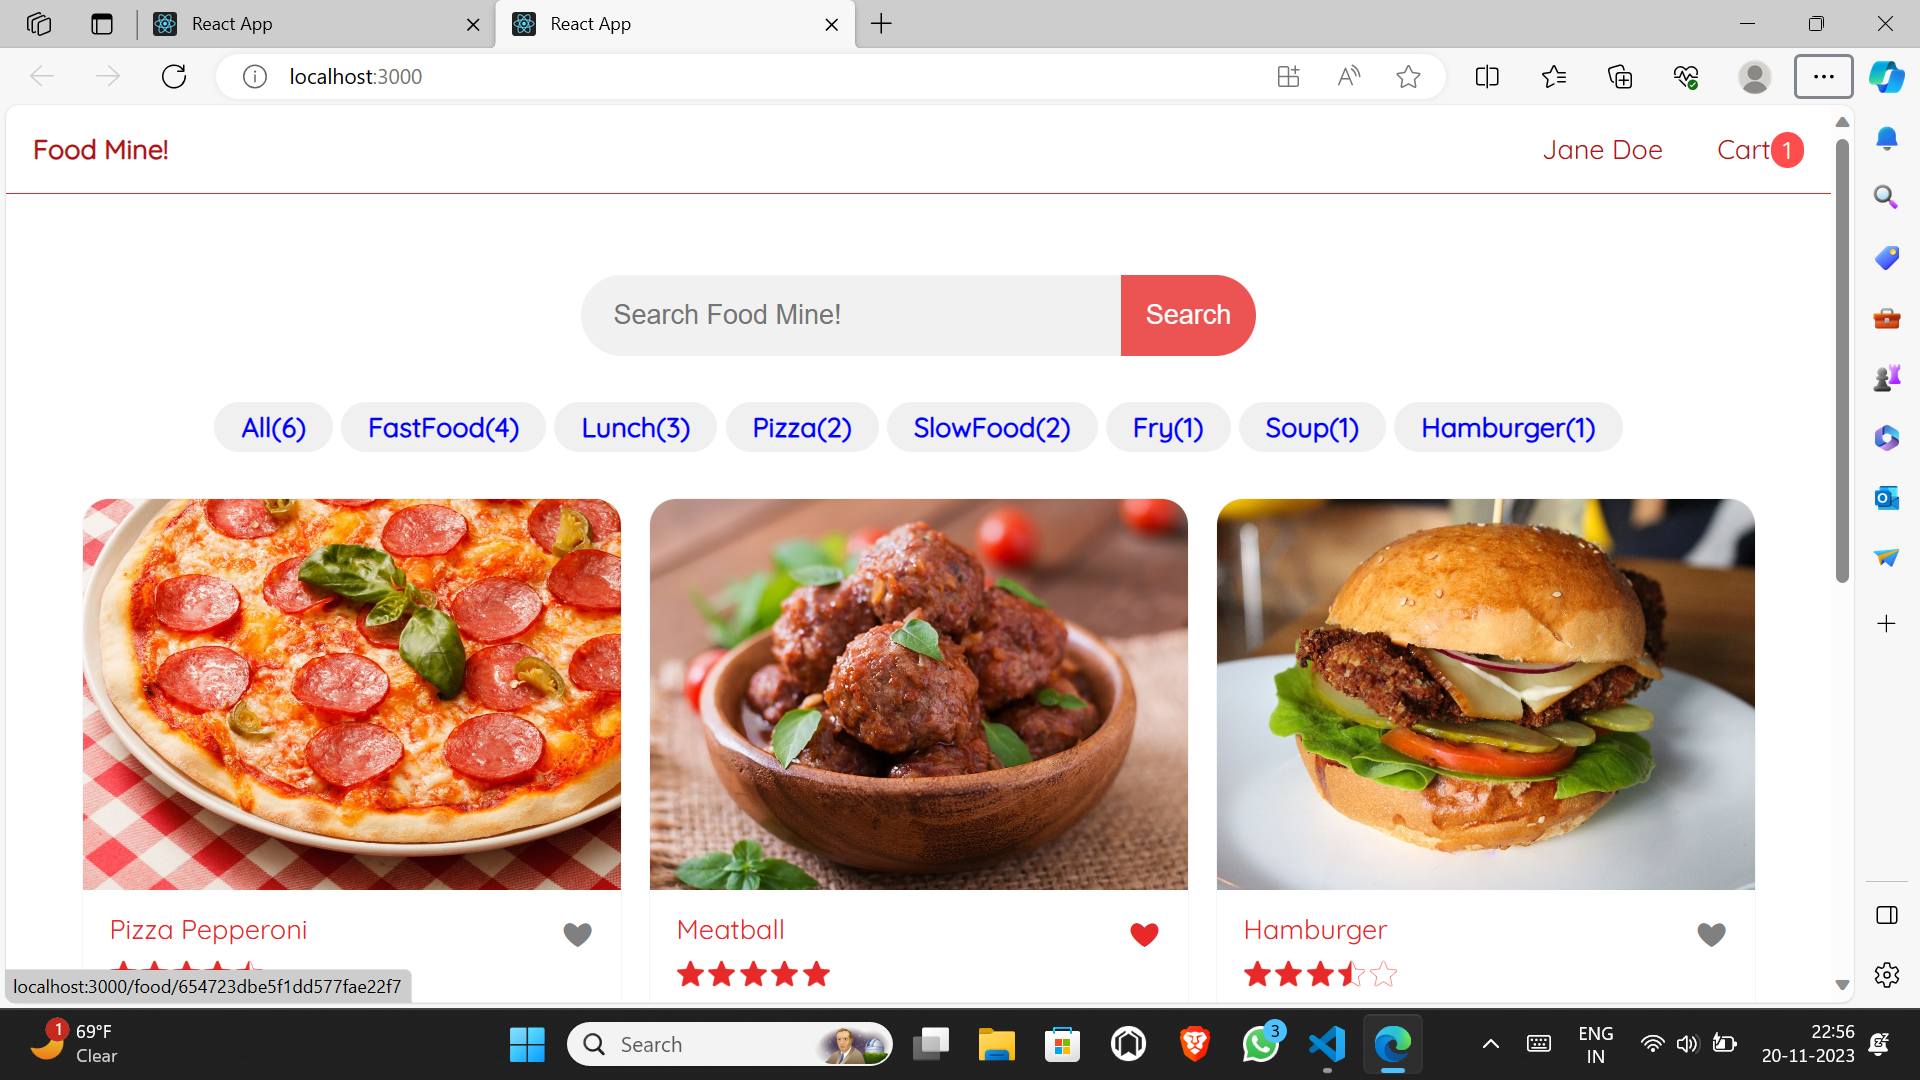 React App
React App
localhost:3000
Food Mine!
Jane Doe
Cart 1
Search Food Mine!
Search
All(6)
FastFood(4)
Lunch(3)
Pizza(2)
SlowFood(2)
Fry(1)
Soup(1)
Hamburger(1)
Pizza Pepperoni
Meatball
Hamburger
localhost:3000/food/654723dbe5f1dd577fae22f7
1
69°F
Clear
Search
3
ENG
IN
22:56
20-11-2023